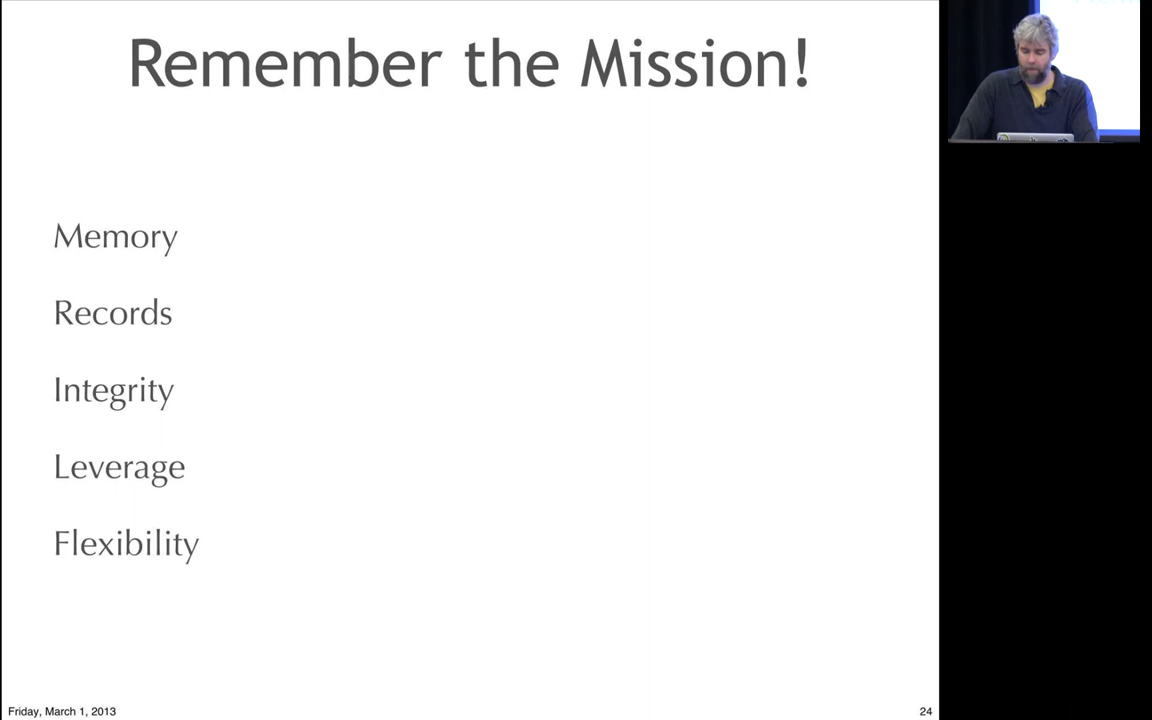 Remember the Mission!
Memory
Records
Integrity
Leverage
Flexibility
Friday, March 1, 2013
24